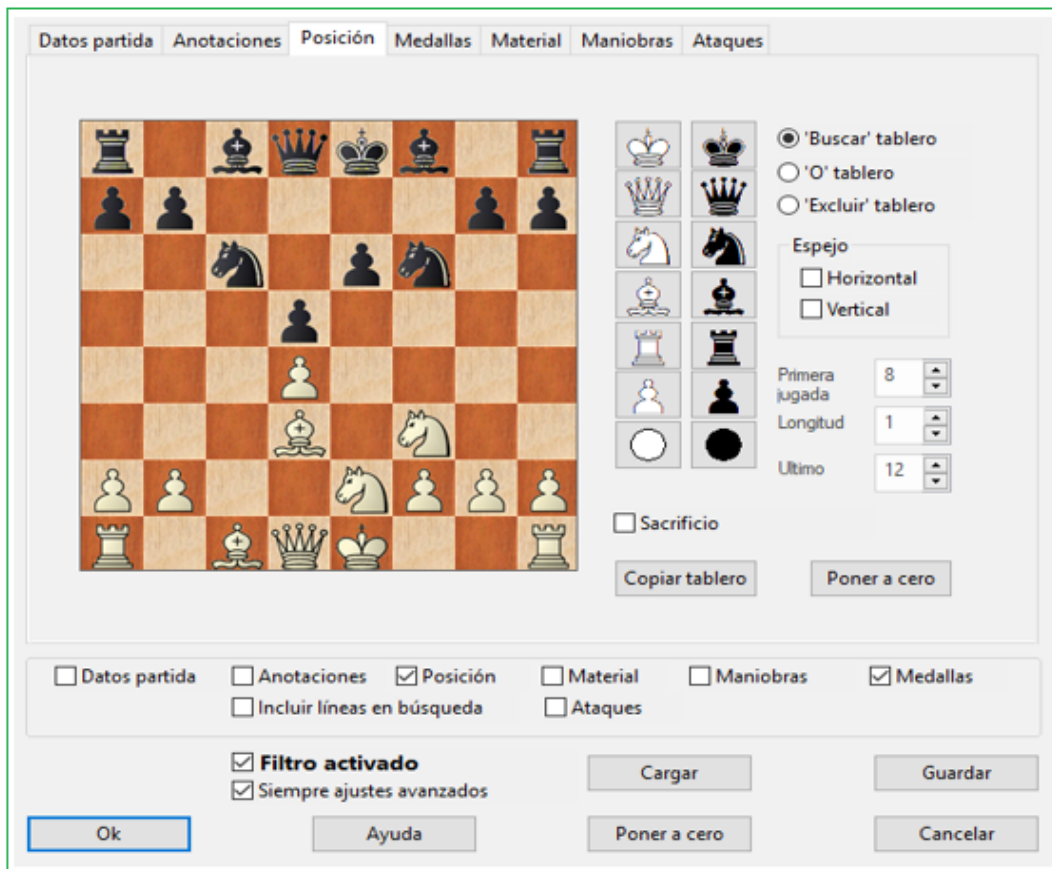 Datos partida Anotaciones Posición Medallas Material Maniobras Ataques
'Buscar' tablero
'O' tablero
'Excluir' tablero
Espejo
Horizontal
Vertical
Primera jugada 8
Longitud 1
Ultimo 12
Sacrificio
Copiar tablero Poner a cero
Datos partida Anotaciones Posición Material Maniobras Medallas
Incluir líneas en búsqueda Ataques
Filtro activado
Siempre ajustes avanzados
Cargar Guardar
Ok Ayuda Poner a cero Cancelar